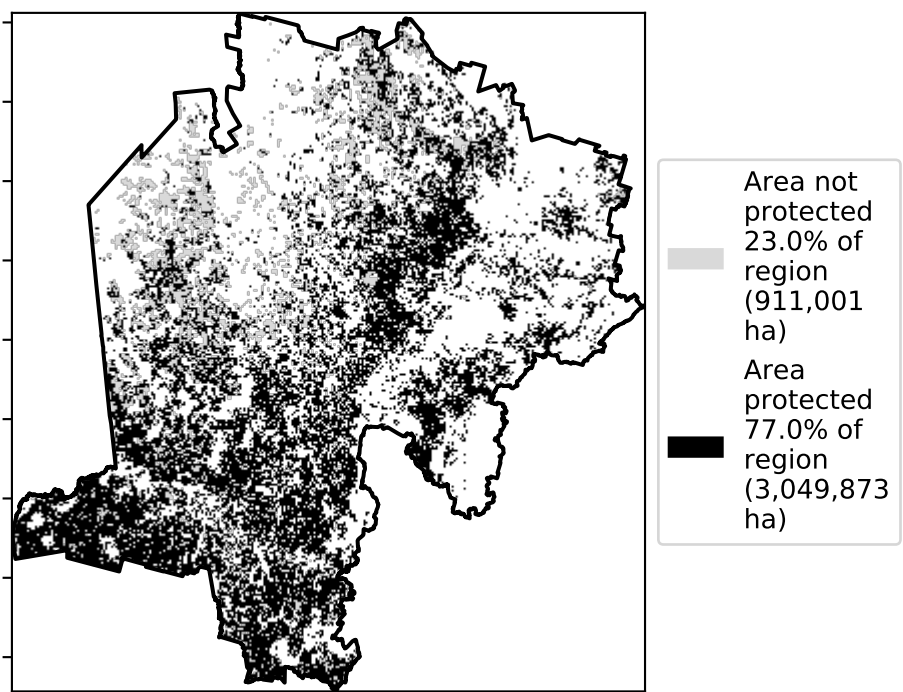 Area not
protected
23.0% of
region
(911,001
ha)
Area
protected
77.0% of
region
(3,049,873
ha)